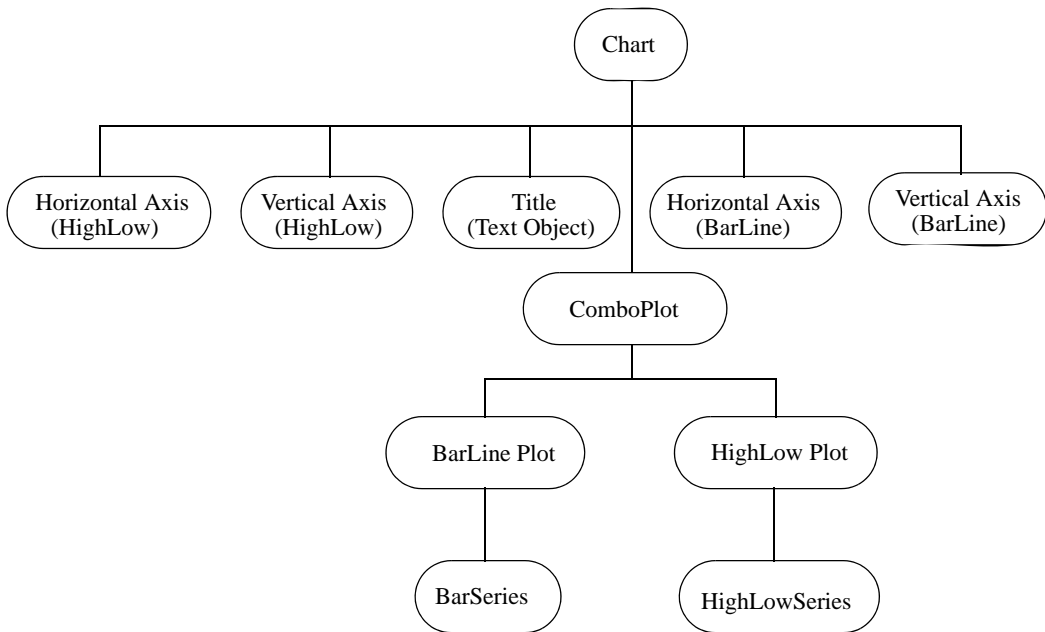 Chart
Horizontal Axis
(HighLow)
Vertical Axis
(HighLow)
Title
(Text Object)
Horizontal Axis
(BarLine)
Vertical Axis
(BarLine)
ComboPlot
BarLine Plot
HighLow Plot
BarSeries
HighLowSeries